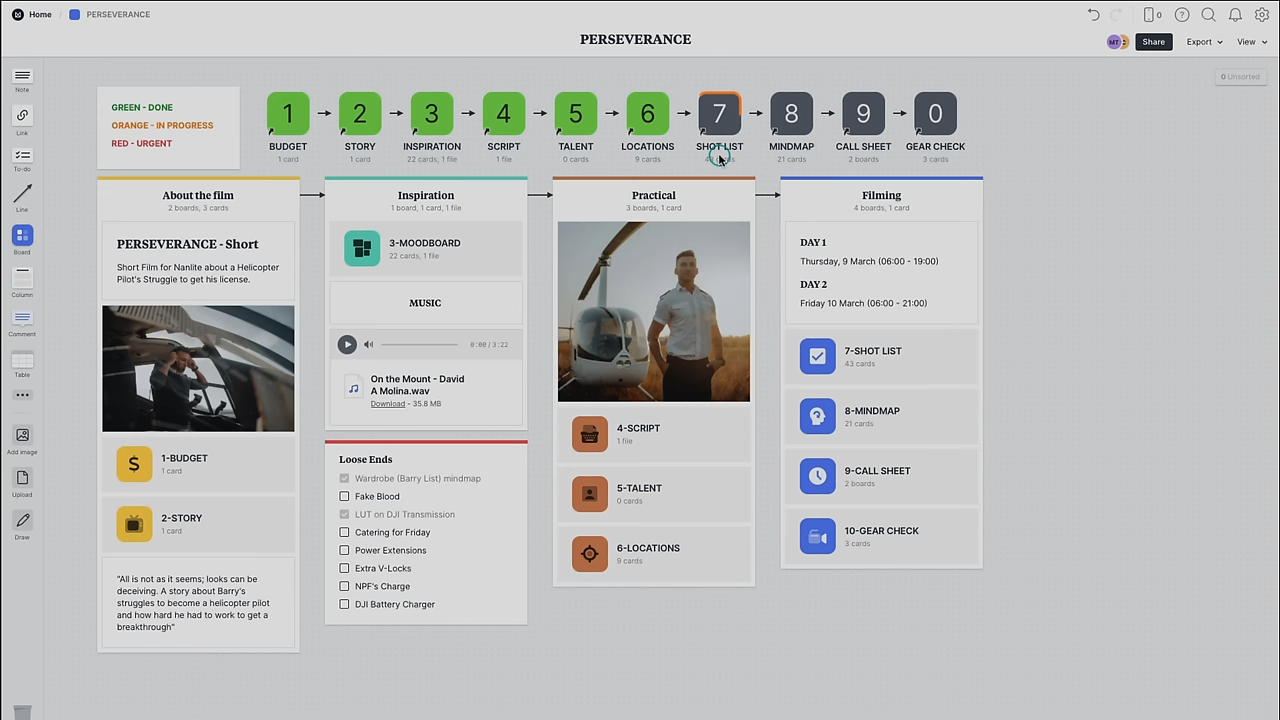 Home / PERSEVERANCE
0
PERSEVERANCE
MT
Share
Export
View
0 Unsorted
Note
Link
To-do
Line
Board
Column
Comment
Table
Add image
Upload
Draw
GREEN - DONE
ORANGE - IN PROGRESS
RED - URGENT
1
BUDGET
1 card
2
STORY
1 card
3
INSPIRATION
22 cards, 1 file
4
SCRIPT
1 file
5
TALENT
0 cards
6
LOCATIONS
9 cards
7
SHOT LIST
43 cards
8
MINDMAP
21 cards
9
CALL SHEET
2 boards
0
GEAR CHECK
3 cards
About the film
2 boards, 3 cards
PERSEVERANCE - Short
Short Film for Nanlite about a Helicopter
Pilot's Struggle to get his license.
1-BUDGET
1 card
2-STORY
1 card
"All is not as it seems; looks can be
deceiving. A story about Barry's
struggles to become a helicopter pilot
and how hard he had to work to get a
breakthrough"
Inspiration
1 board, 1 card, 1 file
3-MOODBOARD
22 cards, 1 file
MUSIC
0:00 / 3:22
On the Mount - David
A Molina.wav
Download - 35.8 MB
Loose Ends
Wardrobe (Barry List) mindmap
Fake Blood
LUT on DJI Transmission
Catering for Friday
Power Extensions
Extra V-Locks
NPF's Charge
DJI Battery Charger
Practical
3 boards, 1 card
4-SCRIPT
1 file
5-TALENT
0 cards
6-LOCATIONS
9 cards
Filming
4 boards, 1 card
DAY 1
Thursday, 9 March (06:00 - 19:00)
DAY 2
Friday 10 March (06:00 - 21:00)
7-SHOT LIST
43 cards
8-MINDMAP
21 cards
9-CALL SHEET
2 boards
10-GEAR CHECK
3 cards